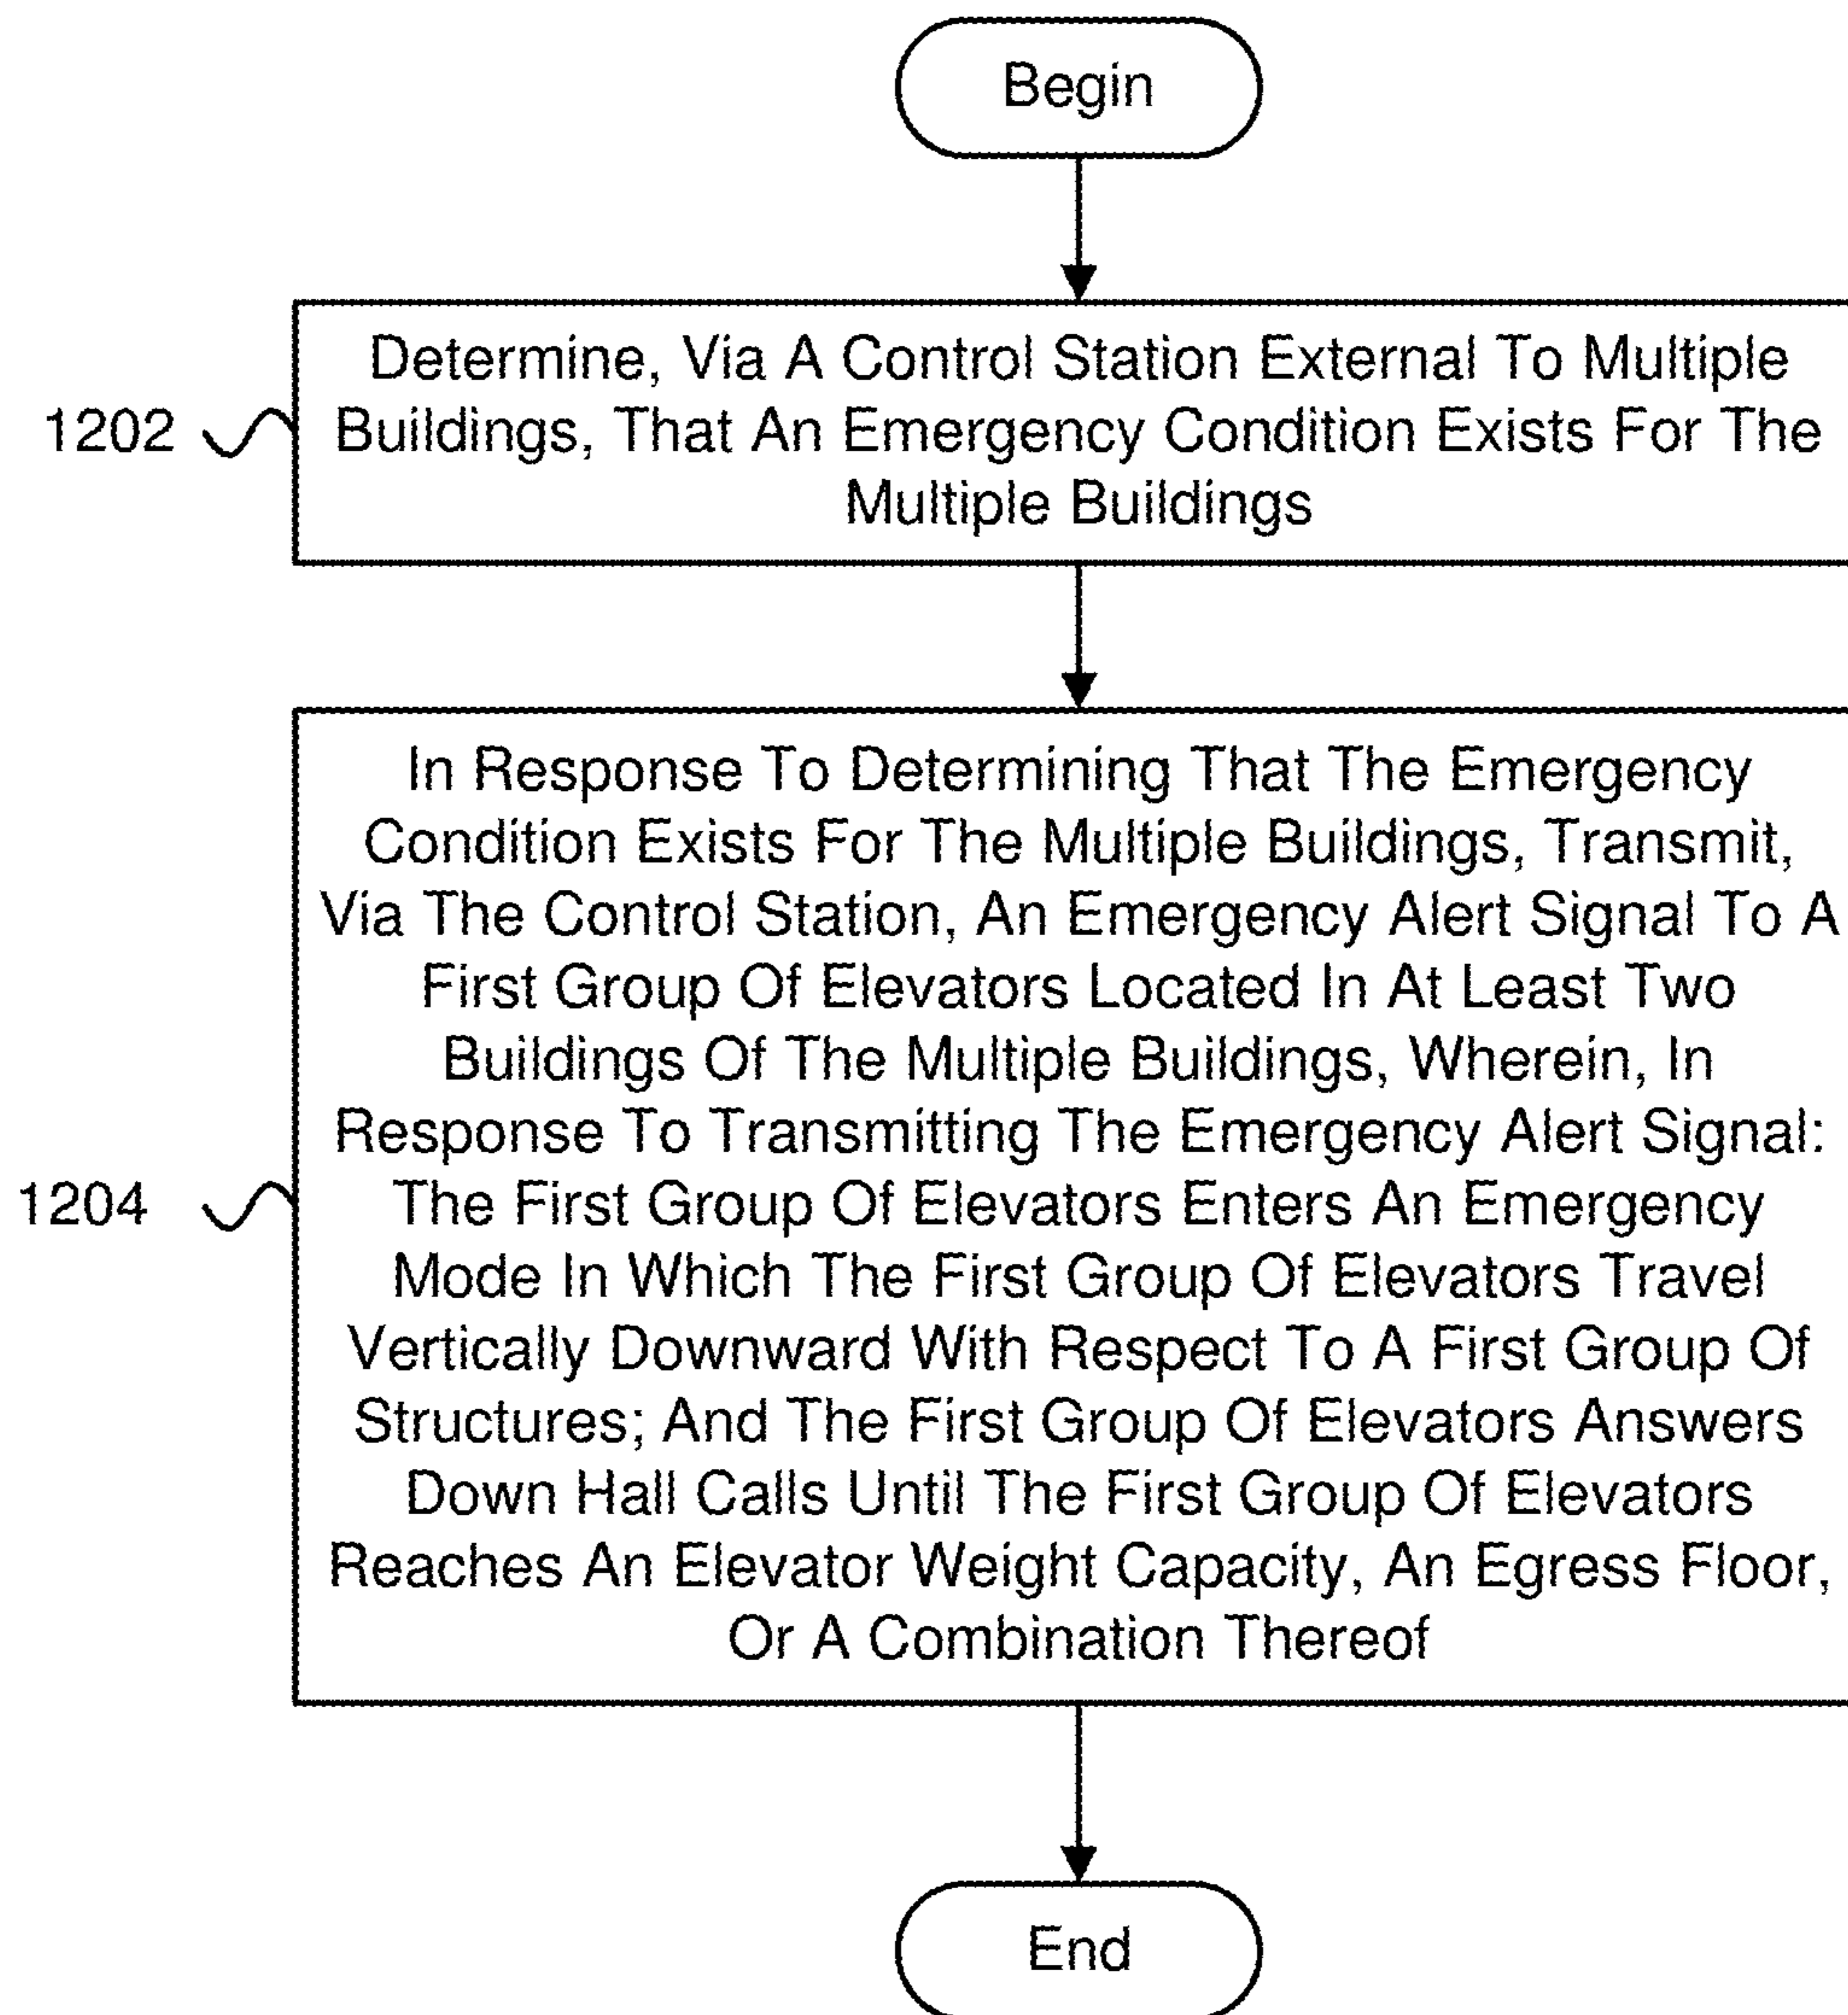 Begin
Determine, Via A Control Station External To Multiple
1202
Buildings, That An Emergency Condition Exists For The
Multiple Buildings
In Response To Determining That The Emergency
Condition Exists For The Multiple Buildings, Transmit,
Via The Control Station, An Emergency Alert Signal To A
First Group Of Elevators Located In At Least Two
Buildings Of The Multiple Buildings, Wherein, In
Response To Transmitting The Emergency Alert Signal:
1204
The First Group Of Elevators Enters An Emergency
Mode In Which The First Group Of Elevators Travel
Vertically Downward With Respect To A First Group Of
Structures; And The First Group Of Elevators Answers
Down Hall Calls Until The First Group Of Elevators
Reaches An Elevator Weight Capacity, An Egress Floor,
Or A Combination Thereof
End